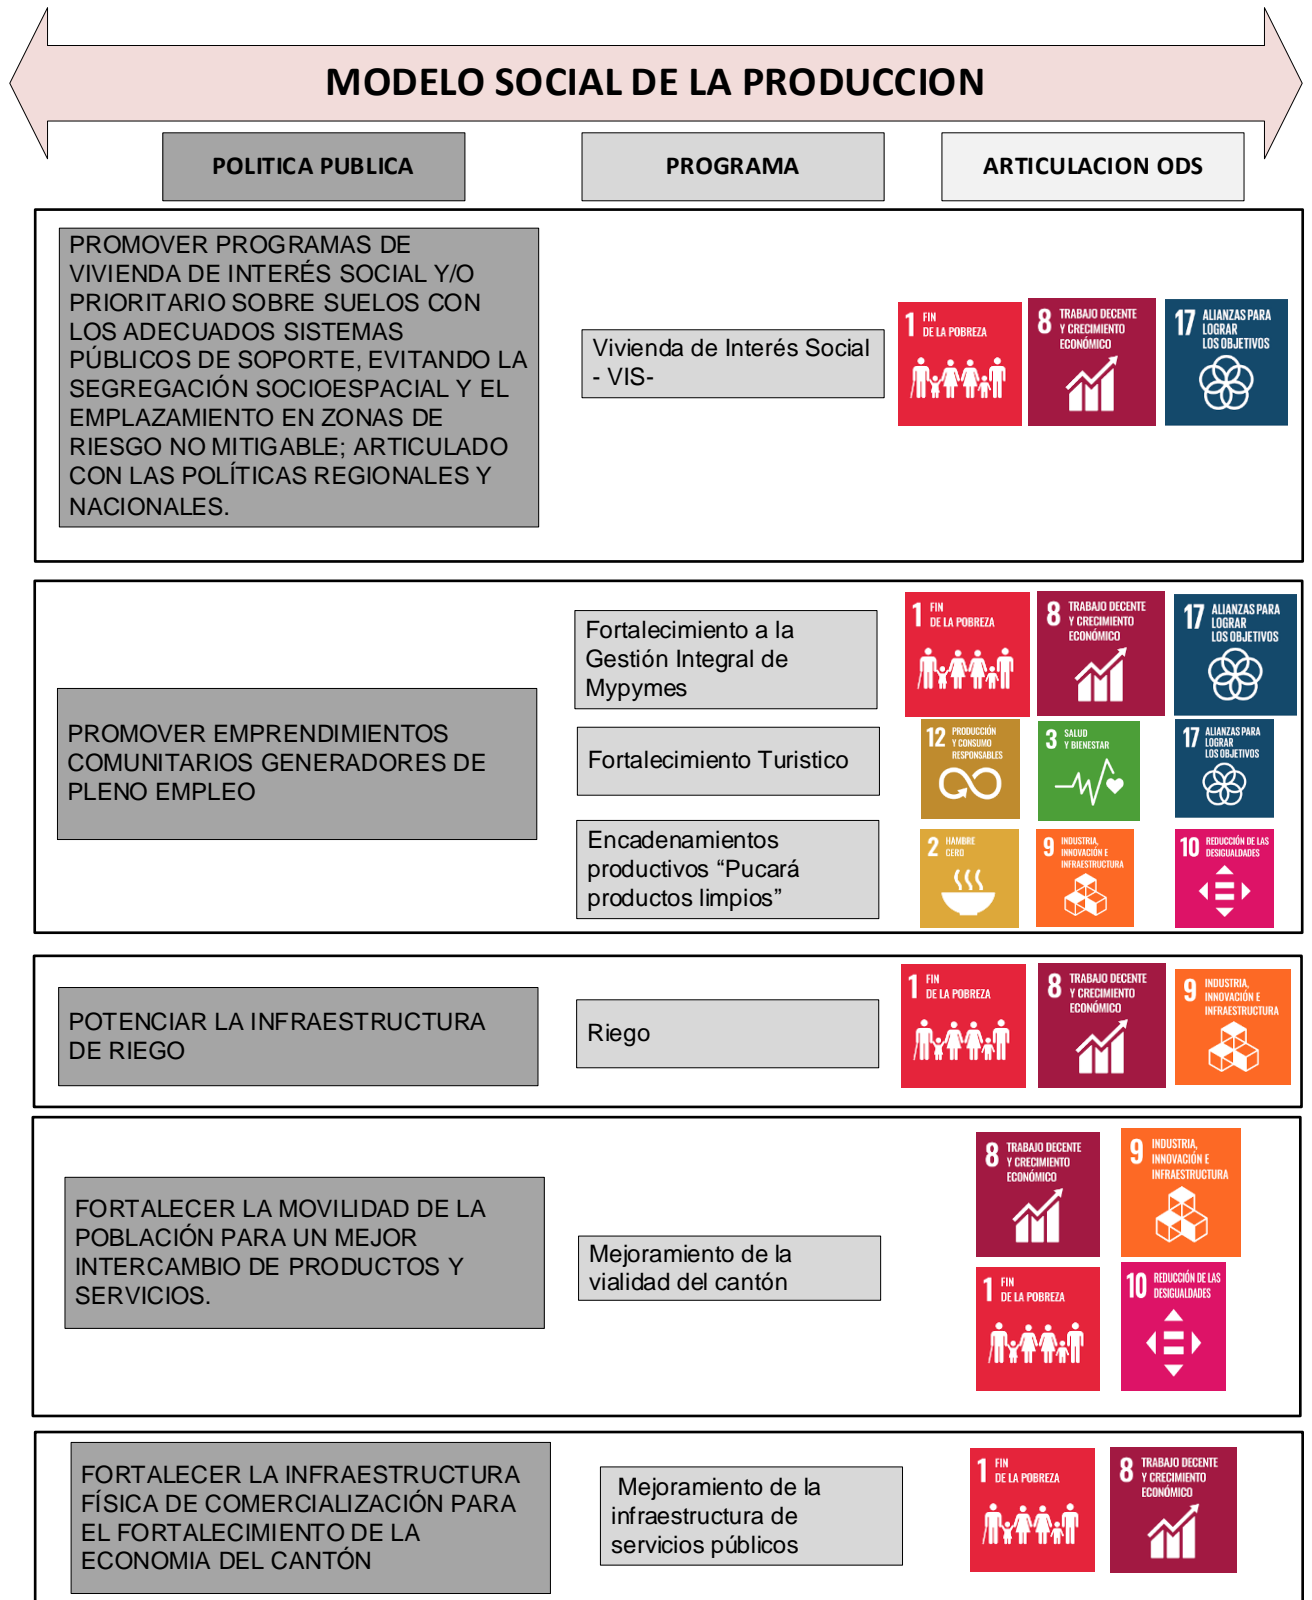 MODELO SOCIAL DE LA PRODUCCION
POLITICA PUBLICA
PROGRAMA
ARTICULACION ODS
PROMOVER PROGRAMAS DE
VIVIENDA DE INTERÉS SOCIAL Y/O
PRIORITARIO SOBRE SUELOS CON
LOS ADECUADOS SISTEMAS
PÚBLICOS DE SOPORTE, EVITANDO LA
SEGREGACIÓN SOCIOESPACIAL Y EL
EMPLAZAMIENTO EN ZONAS DE
RIESGO NO MITIGABLE; ARTICULADO
CON LAS POLÍTICAS REGIONALES Y
NACIONALES.
Vivienda de Interés Social
- VIS-
1 FIN
DE LA POBREZA
8 TRABAJO DECENTE
Y CRECIMIENTO
ECONÓMICO
17 ALIANZAS PARA
LOGRAR
LOS OBJETIVOS
PROMOVER EMPRENDIMIENTOS
COMUNITARIOS GENERADORES DE
PLENO EMPLEO
Fortalecimiento a la
Gestión Integral de
Mypymes
1 FIN
DE LA POBREZA
8 TRABAJO DECENTE
Y CRECIMIENTO
ECONÓMICO
17 ALIANZAS PARA
LOGRAR
LOS OBJETIVOS
Fortalecimiento Turistico
12 PRODUCCIÓN
Y CONSUMO
RESPONSABLES
3 SALUD
Y BIENESTAR
17 ALIANZAS PARA
LOGRAR
LOS OBJETIVOS
Encadenamientos
productivos “Pucará
productos limpios”
2 HAMBRE
CERO
9 INDUSTRIA,
INNOVACIÓN E
INFRAESTRUCTURA
10 REDUCCIÓN DE LAS
DESIGUALDADES
POTENCIAR LA INFRAESTRUCTURA
DE RIEGO
Riego
1 FIN
DE LA POBREZA
8 TRABAJO DECENTE
Y CRECIMIENTO
ECONÓMICO
9 INDUSTRIA,
INNOVACIÓN E
INFRAESTRUCTURA
FORTALECER LA MOVILIDAD DE LA
POBLACIÓN PARA UN MEJOR
INTERCAMBIO DE PRODUCTOS Y
SERVICIOS.
Mejoramiento de la
vialidad del cantón
8 TRABAJO DECENTE
Y CRECIMIENTO
ECONÓMICO
9 INDUSTRIA,
INNOVACIÓN E
INFRAESTRUCTURA
1 FIN
DE LA POBREZA
10 REDUCCIÓN DE LAS
DESIGUALDADES
FORTALECER LA INFRAESTRUCTURA
FÍSICA DE COMERCIALIZACIÓN PARA
EL FORTALECIMIENTO DE LA
ECONOMIA DEL CANTÓN
Mejoramiento de la
infraestructura de
servicios públicos
1 FIN
DE LA POBREZA
8 TRABAJO DECENTE
Y CRECIMIENTO
ECONÓMICO